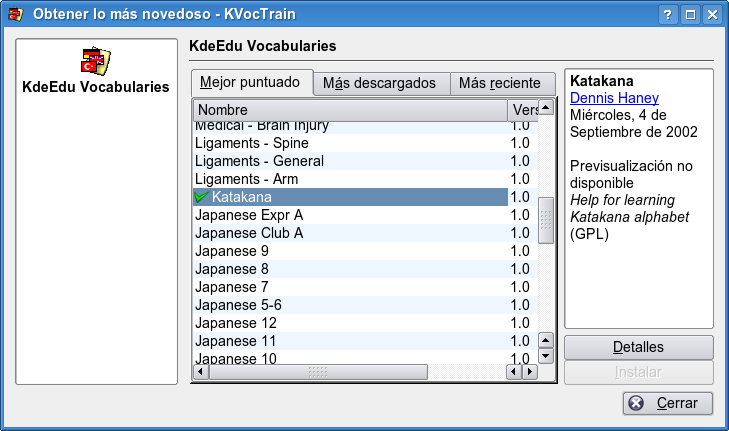 Obtener lo más novedoso - KVocTrain
KdeEdu Vocabularies
KdeEdu Vocabularies
Mejor puntuado
Más descargados
Más reciente
Nombre
Vers
Medical - Brain Injury 1.0
Ligaments - Spine 1.0
Ligaments - General 1.0
Ligaments - Arm 1.0
Katakana 1.0
Japanese Expr A 1.0
Japanese Club A 1.0
Japanese 9 1.0
Japanese 8 1.0
Japanese 7 1.0
Japanese 5-6 1.0
Japanese 12 1.0
Japanese 11 1.0
Japanese 10 1.0
Katakana
Dennis Haney
Miércoles, 4 de
Septiembre de 2002
Previsualización no
disponible
Help for learning
Katakana alphabet
(GPL)
Detalles
Instalar
Cerrar